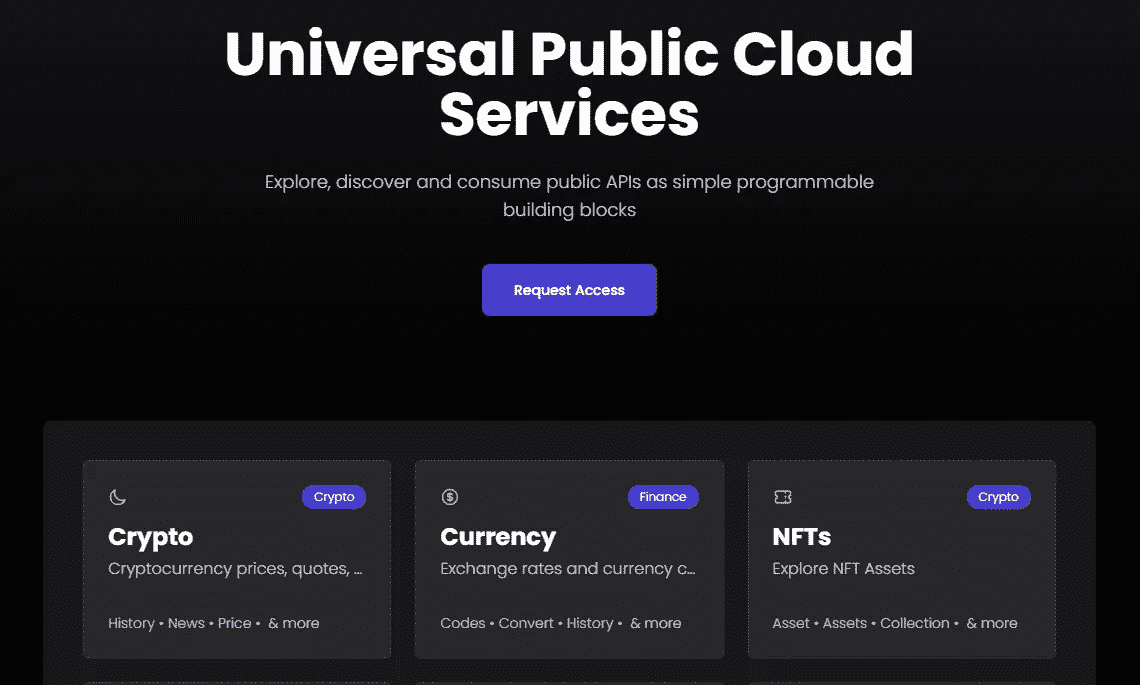 Universal Public Cloud
Services
Explore, discover and consume public APIs as simple programmable
building blocks
Request Access
Crypto
Crypto
Cryptocurrency prices, quotes, ...
History • News • Price • & more
Finance
Currency
Exchange rates and currency c...
Codes • Convert • History • & more
Crypto
NFTs
Explore NFT Assets
Asset • Assets • Collection • & more